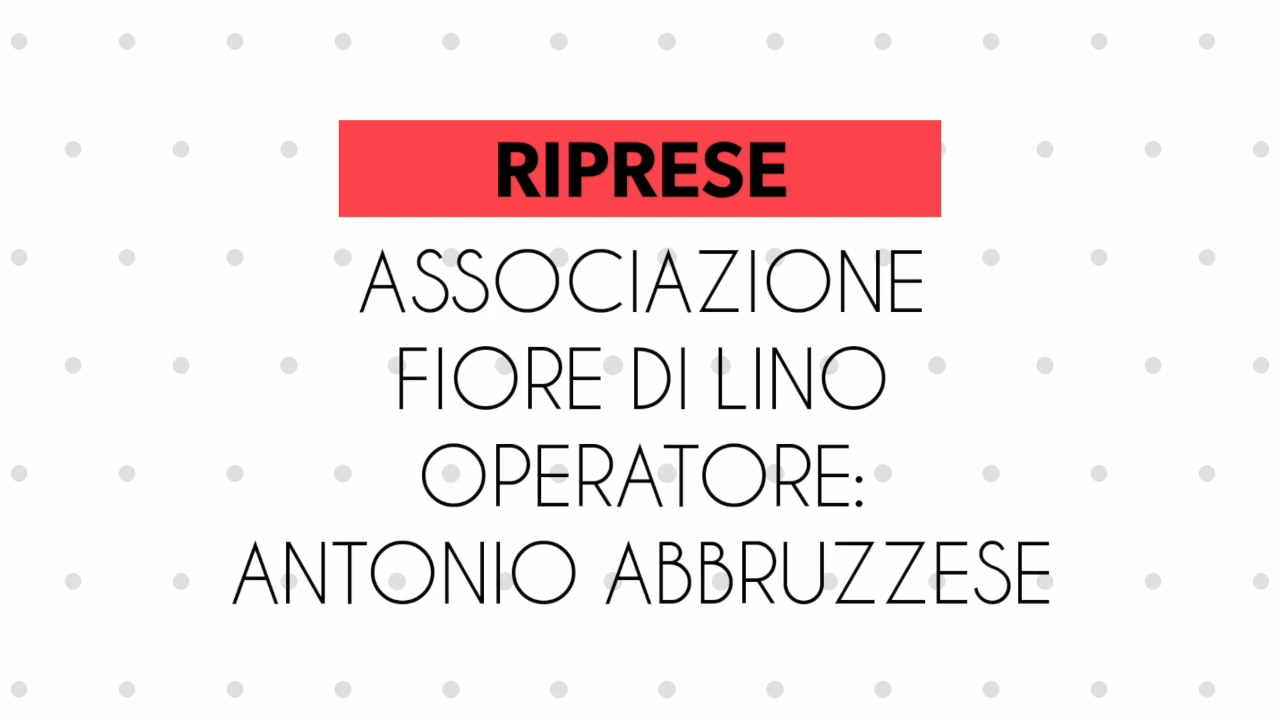 RIPRESE
ASSOCIAZIONE
FIORE DI LINO
OPERATORE:
ANTONIO ABBRUZZESE